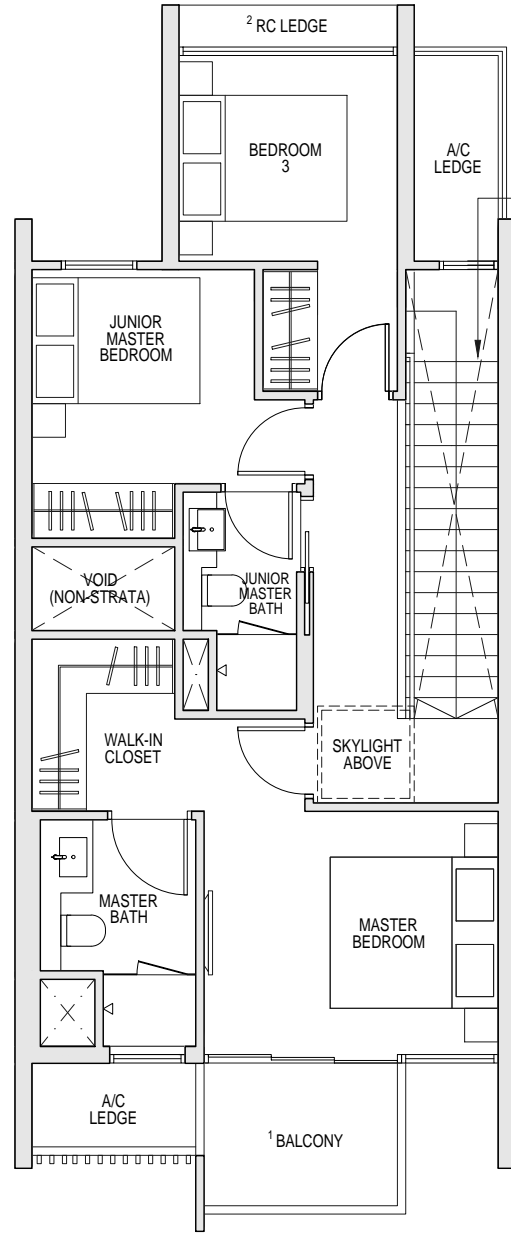 2 RC LEDGE
BEDROOM
3
A/C
LEDGE
JUNIOR
MASTER
BEDROOM
VOID
(NON-STRATA)
JUNIOR
MASTER
BATH
WALK-IN
CLOSET
SKYLIGHT
ABOVE
MASTER
BATH
MASTER
BEDROOM
A/C
LEDGE
1 BALCONY